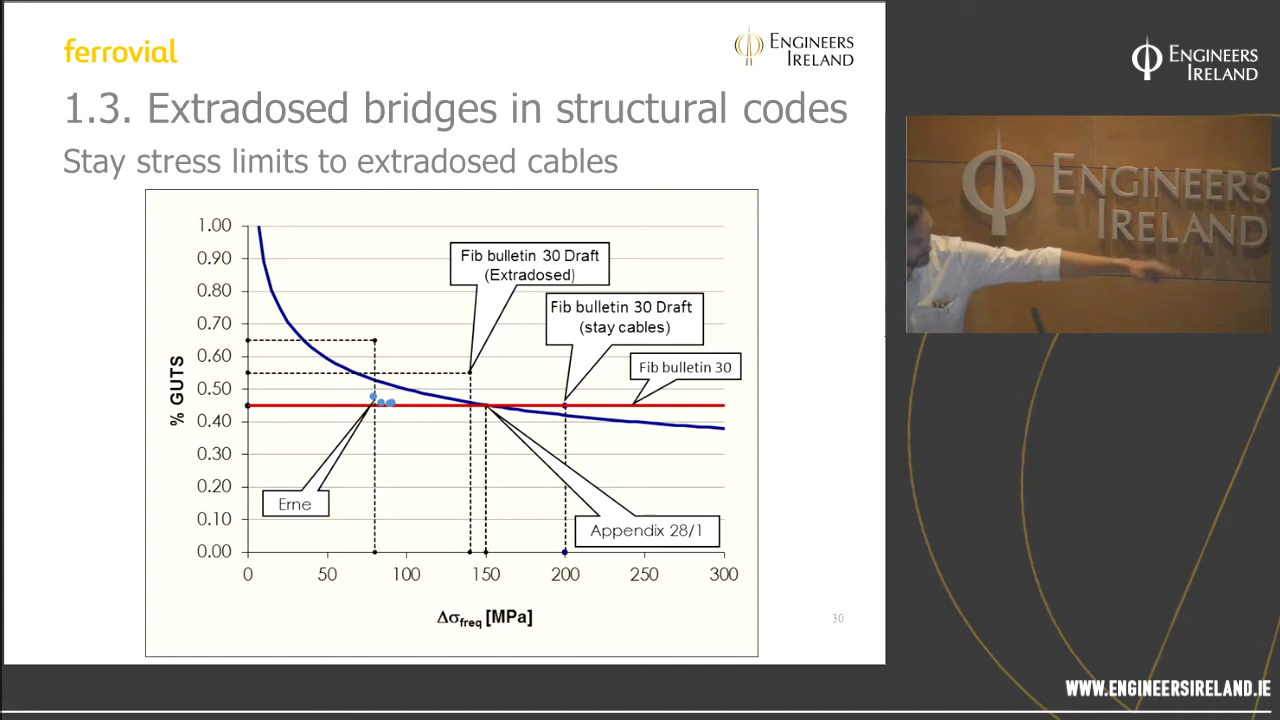 ferrovial
ENGINEERS
IRELAND
1.3. Extradosed bridges in structural codes
Stay stress limits to extradosed cables
1.00
0.90
0.80
0.70
0.60
0.50
0.40
0.30
0.20
0.10
0.00
% GUTS
Fib bulletin 30 Draft
(Extradosed)
Fib bulletin 30 Draft
(stay cables)
Fib bulletin 30
Erne
Appendix 28/1
0 50 100 150 200 250 300
Δσfreq [MPa]
30
ENGINEERS
IRELAND
ENGINEERS
IRELAND
WWW.ENGINEERSIRELAND.IE